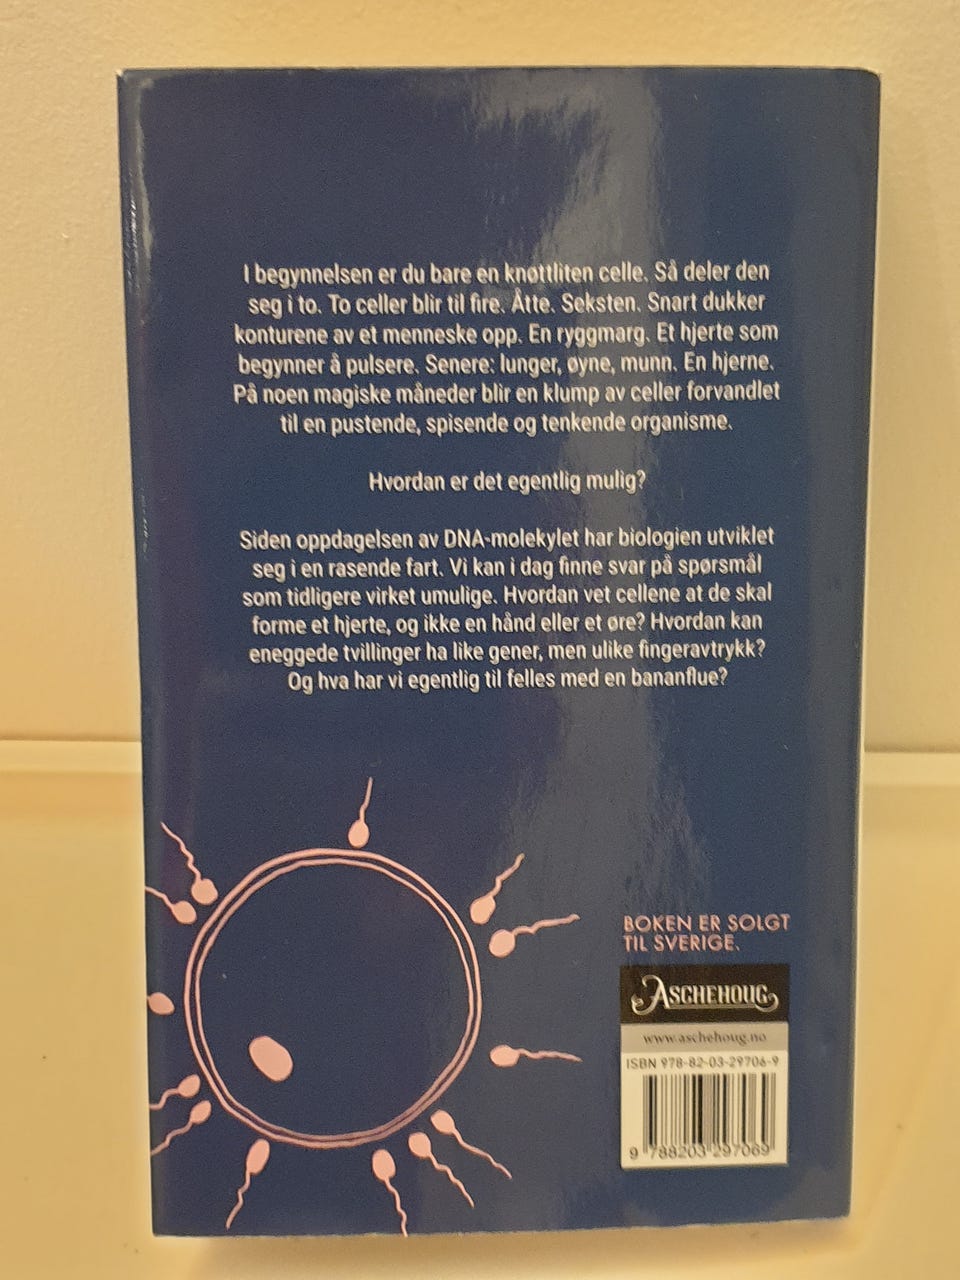 I begynnelsen er du bare en knøttliten celle. Så deler den
seg i to. To celler blir til fire. Åtte. Seksten. Snart dukker
konturene av et menneske opp. En ryggmarg. Et hjerte som
begynner å pulsere. Senere: lunger, øyne, munn. En hjerne.
På noen magiske måneder blir en klump av celler forvandlet
til en pustende, spisende og tenkende organisme.
Hvordan er det egentlig mulig?
Siden oppdagelsen av DNA-molekylet har biologien utviklet
seg i en rasende fart. Vi kan i dag finne svar på spørsmål
som tidligere virket umulige. Hvordan vet cellene at de skal
forme et hjerte, og ikke en hånd eller et øre? Hvordan kan
eneggede tvillinger ha like gener, men ulike fingeravtrykk?
Og hva har vi egentlig til felles med en bananflue?
BOKEN ER SOLGT
TIL SVERIGE.
ASCHEHOUG
www.aschehoug.no
ISBN 978-82-03-29706-9
9 788203 297069